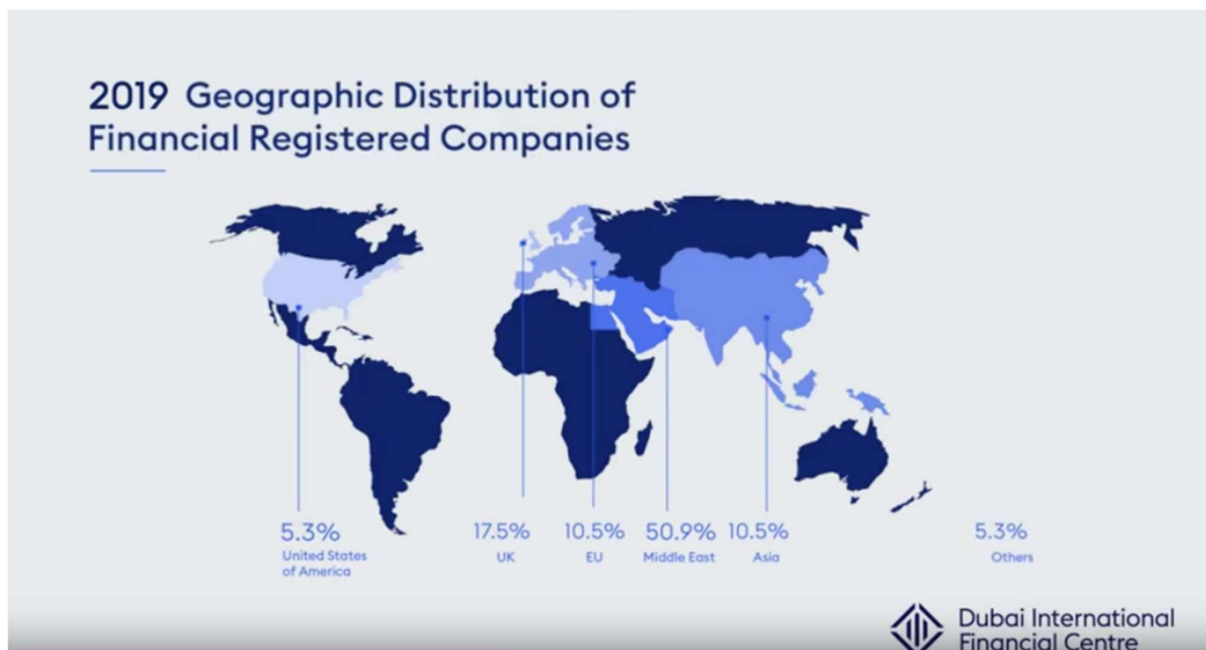 2019 Geographic Distribution of
Financial Registered Companies
5.3%
United States
of America
17.5%
UK
10.5%
EU
50.9%
Middle East
10.5%
Asia
5.3%
Others
Dubai International
Financial Centre